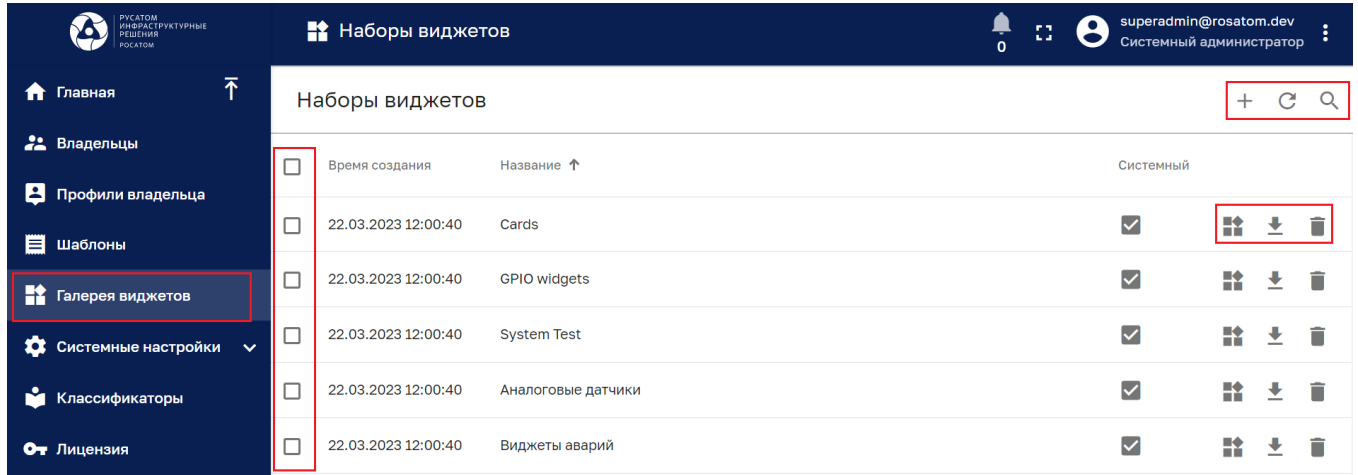 РУСАТОМ
ИНФРАСТРУКТУРНЫЕ
РЕШЕНИЯ
РОСАТОМ
Наборы виджетов
0
superadmin@rosatom.dev
Системный администратор
Главная
Владельцы
Профили владельца
Шаблоны
Галерея виджетов
Системные настройки
Классификаторы
Лицензия
Наборы виджетов
Время создания Название Системный
22.03.2023 12:00:40 Cards
22.03.2023 12:00:40 GPIO widgets
22.03.2023 12:00:40 System Test
22.03.2023 12:00:40 Аналоговые датчики
22.03.2023 12:00:40 Виджеты аварий